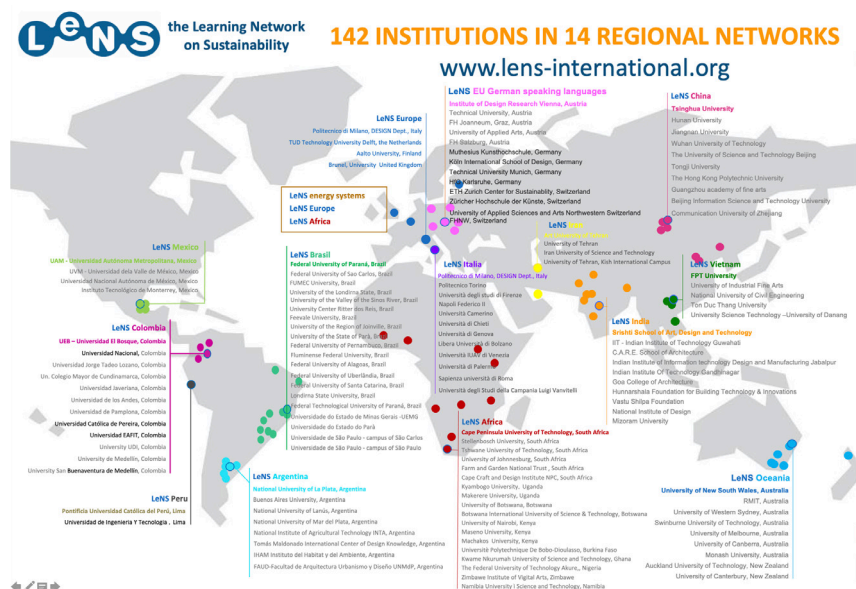 LeNS
the Learning Network
on Sustainability
142 INSTITUTIONS IN 14 REGIONAL NETWORKS
www.lens-international.org
LeNS EU German speaking languages
Institute of Design Research Vienna, Austria
Technical University, Austria
FH Joanneum, Graz, Austria
University of Applied Arts, Austria
FH Salzburg, Austria
Muthesius Kunsthochschule, Germany
Köln International School of Design, Germany
Technical University Munich, Germany
Karlsruhe, Germany
ETH Zurich Center for Sustainablity, Switzerland
Züricher Hochschule der Künste, Switzerland
University of Applied Sciences and Arts Northwestern Switzerland
FHNW, Switzerland
LeNS Europe
Politecnico di Milano, DESIGN Dept., Italy
TUD Technology University Delft, the Netherlands
Aalto University, Finland
Brunel, University United Kingdom
LeNS energy systems
LeNS Europe
LeNS Africa
LeNS China
Tsinghua University
Hunan University
Jiangnan University
Wuhan University of Technology
The University of Science and Technology Beijing
Tongji University
The Hong Kong Polytechnic University
Guangzhou academy of fine arts
Beijing Information Science and Technology University
Communication University of Zhejiang
LeNS Mexico
UAM - Universidad Autónoma Metropolitana, Mexico
UVM - Universidad dela Valle de México, Mexico
Universidad Nacional Autónoma de México, Mexico
Instituto Tecnológico de Monterrey, Mexico
LeNS Brasil
Federal University of Paraná, Brazil
Federal University of Sao Carlos, Brazil
FUMEC University, Brazil
University of the Londrina State, Brazil
University of the Valley of the Sinos River, Brazil
University Center Ritter dos Reis, Brazil
Feevale University, Brazil
University of the Region of Joinville, Brazil
University of the State of Pará, Brazil
Federal University of Pernambuco, Brazil
Fluminense Federal University, Brazil
Federal University of Alagoas, Brazil
Federal University of Uberlândia, Brazil
Federal University of Santa Catarina, Brazil
Londrina State University, Brazil
Federal Technological University of Paraná, Brazil
Universidade do Estado de Minas Gerais -UEMG
Universidade do Estado do Pará
Universidade de São Paulo - campus of São Carlos
Universidade de São Paulo - campus of São Paulo
LeNS
University of Tehran
Iran University of Science and Technology
University of Tehran, Kish International Campus
LeNS Italia
Politecnico di Milano, DESIGN Dept., Italy
Politecnico Torino
Università degli studi di Firenze
Napoli Federico II
Università Camerino
Università di Chieti
Università di Genova
Libera Università di Bolzano
Università IUAV di Venezia
Università di Palermo
Sapienza università di Roma
Università degli Studi della Campania Luigi Vanvitelli
LeNS Vietnam
FPT University
University of Industrial Fine Arts
National University of Civil Engineering
Ton Duc Thang University
University Science Technology –University of Danang
LeNS India
Srishti School of Art, Design and Technology
IIT - Indian Institute of Technology Guwahati
C.A.R.E. School of Architecture
Indian Institute of Information technology Design and Manufacturing Jabalpur
Indian Institute Of Technology Gandhinagar
Goa College of Architecture
Hunnarshala Foundation for Building Technology & Innovations
Vastu Shilpa Foundation
National Institute of Design
Mizoram University
LeNS Colombia
UEB – Universidad El Bosque, Colombia
Universidad Nacional, Colombia
Universidad Jorge Tadeo Lozano, Colombia
Un. Colegio Mayor de Cundinamarca, Colombia
Universidad Javeriana, Colombia
Universidad de los Andes, Colombia
Universidad de Pamplona, Colombia
Universidad Católica de Pereira, Colombia
Universidad EAFIT, Colombia
University UDI, Colombia
University de Medellín, Colombia
University San Buenaventura de Medellín, Colombia
LeNS Peru
Pontificia Universidad Católica del Perú, Lima
Universidad de Ingenieria Y Tecnologia , Lima
LeNS Argentina
National University of La Plata, Argentina
Buenos Aires University, Argentina
National University of Lanús, Argentina
National University of Mar del Plata, Argentina
National Institute of Agricultural Technology INTA, Argentina
Tomás Maldonado International Center of Design Knowledge, Argentina
IHAM Instituto del Habitat y del Ambiente, Argentina
FAUD-Facultad de Arquitectura Urbanismo y Diseño UNMdP, Argentina
LeNS Africa
Cape Peninsula University of Technology, South Africa
Stellenbosch University, South Africa
Tshwane University of Technology, South Africa
University of Johnnesburg, South Africa
Farm and Garden National Trust , South Africa
Cape Craft and Design Institute NPC, South Africa
Kyambogo University, Uganda
Makerere University, Uganda
University of Botswana, Botswana
Botswana International University of Science & Technology, Botswana
University of Nairobi, Kenya
Maseno University, Kenya
Machakos University, Kenya
Université Polytechnique De Bobo-Dioulasso, Burkina Faso
Kwame Nkurumah University of Science and Technology, Ghana
The Federal University of Technology Akure,, Nigeria
Zimbabwe Institute of Vigital Arts, Zimbabwe
Namibia University i Science and Technology, Namibia
LeNS Oceania
University of New South Wales, Australia
RMIT, Australia
University of Western Sydney, Australia
Swinburne University of Technology, Australia
University of Melbourne, Australia
University of Canberra, Australia
Monash University, Australia
Auckland University of Technology, New Zealand
University of Canterbury, New Zealand